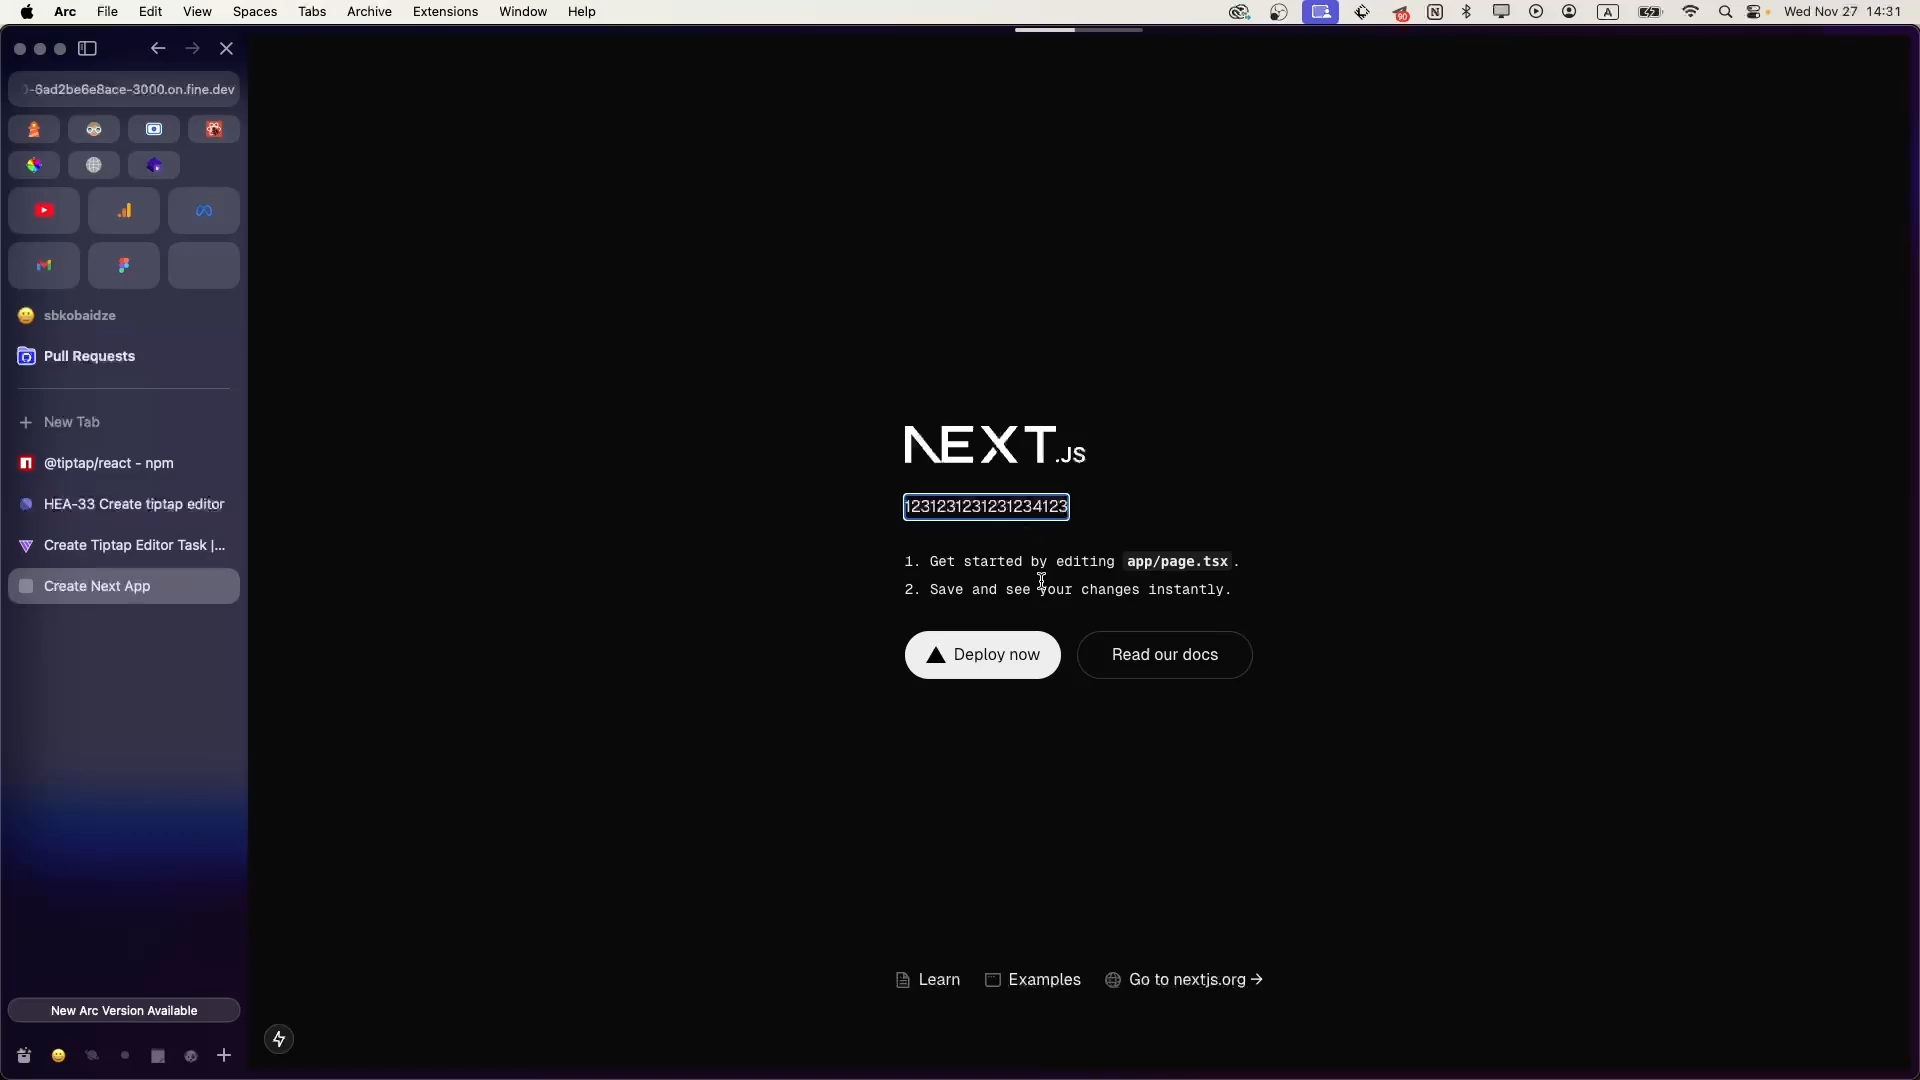 Arc File Edit View Spaces Tabs Archive Extensions Window Help
90 N A Wed Nov 27 14:31
-6ad2be6e8ace-3000.on.fine.dev
sbkobaidze
Pull Requests
New Tab
@tiptap/react - npm
HEA-33 Create tiptap editor
Create Tiptap Editor Task |...
Create Next App
NEXT.JS
1231231231231234123
1. Get started by editing app/page.tsx.
2. Save and see your changes instantly.
Deploy now Read our docs
Learn Examples Go to nextjs.org →
New Arc Version Available